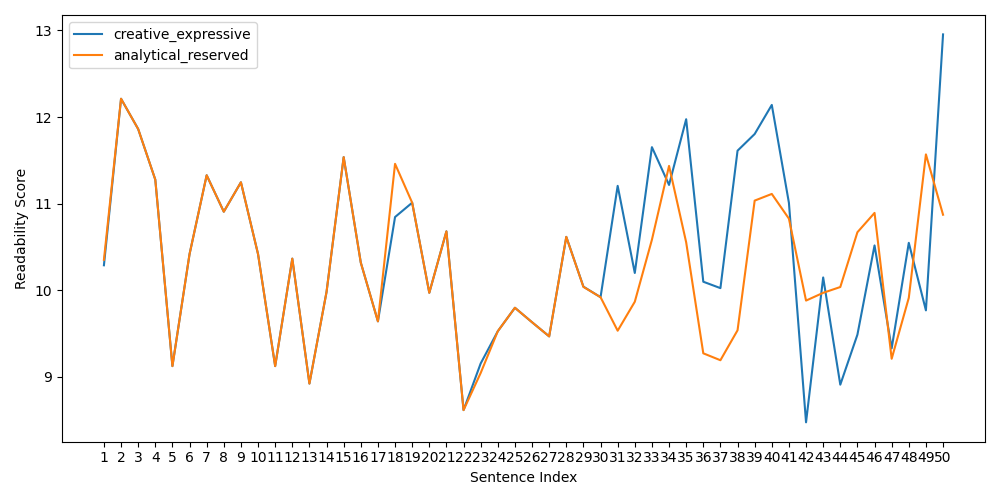 creative_expressive
analytical_reserved
Readability Score
13
12
11
10
9
1 2 3 4 5 6 7 8 9 10 11 12 13 14 15 16 17 18 19 20 21 22 23 24 25 26 27 28 29 30 31 32 33 34 35 36 37 38 39 40 41 42 43 44 45 46 47 48 49 50
Sentence Index